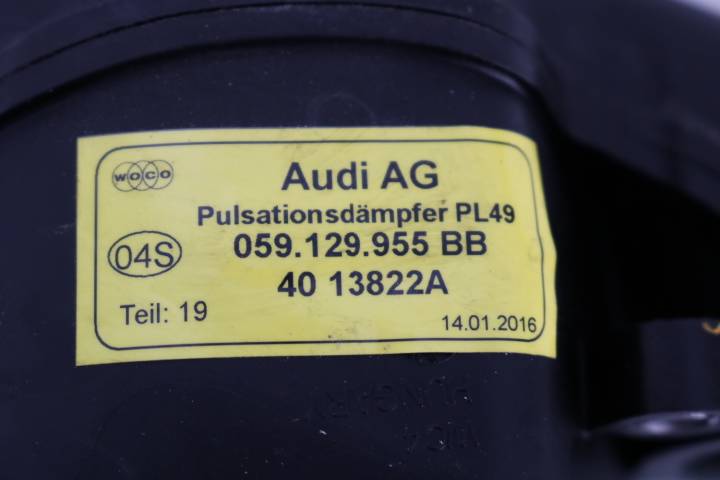 WOCO
Audi AG
Pulsationsdämpfer PL49
04S
059.129.955 BB
40 13822A
Teil: 19
14.01.2016